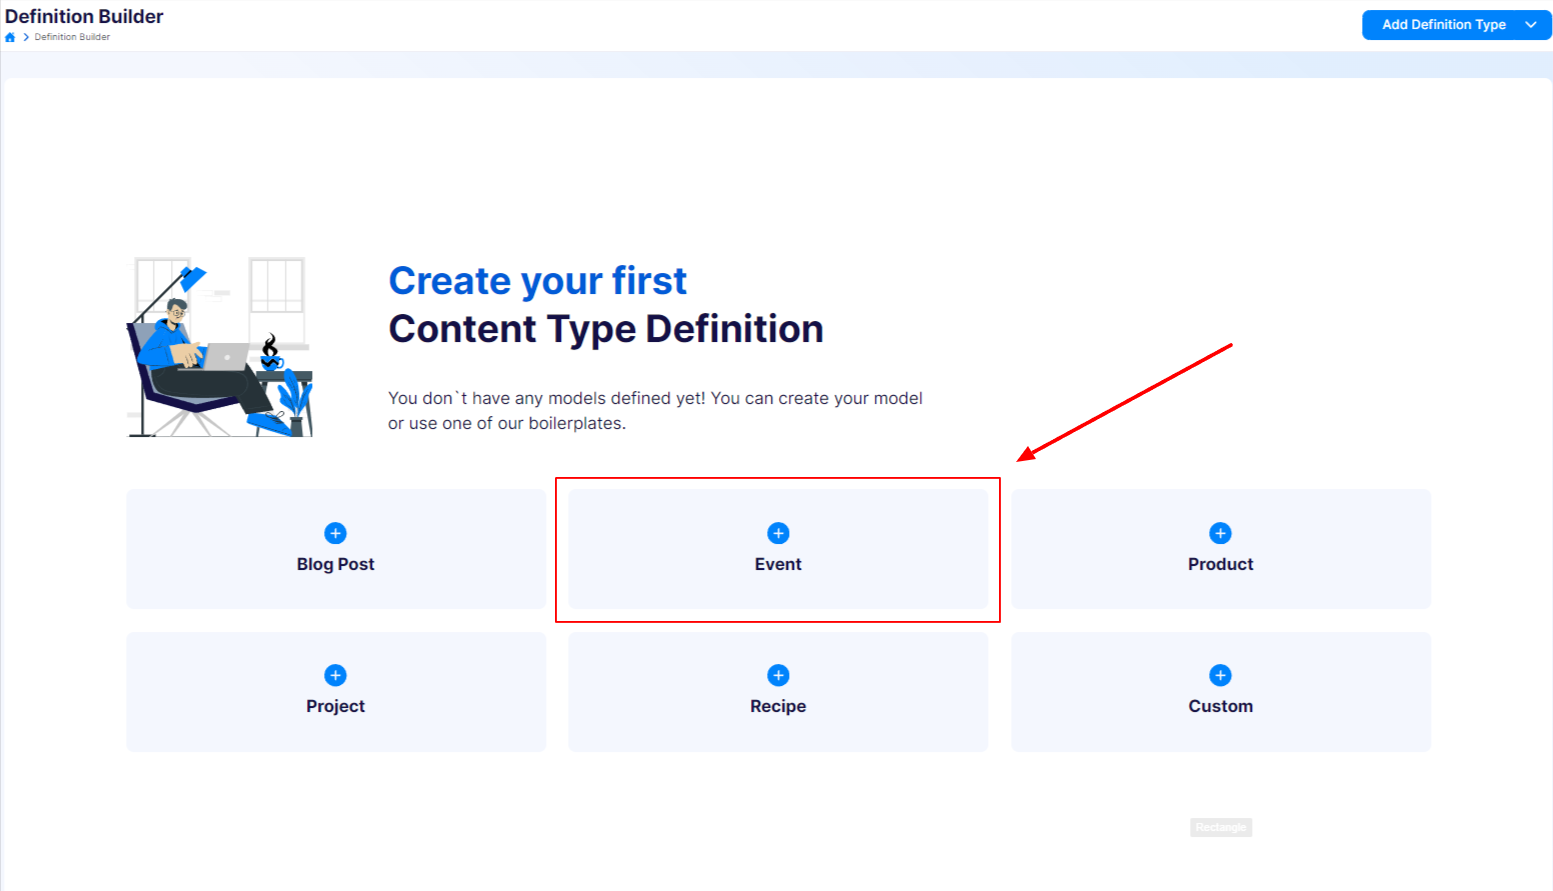 Definition Builder
Definition Builder
Add Definition Type
Create your first
Content Type Definition
You don`t have any models defined yet! You can create your model
or use one of our boilerplates.
Blog Post
Event
Product
Project
Recipe
Custom
Rectangle